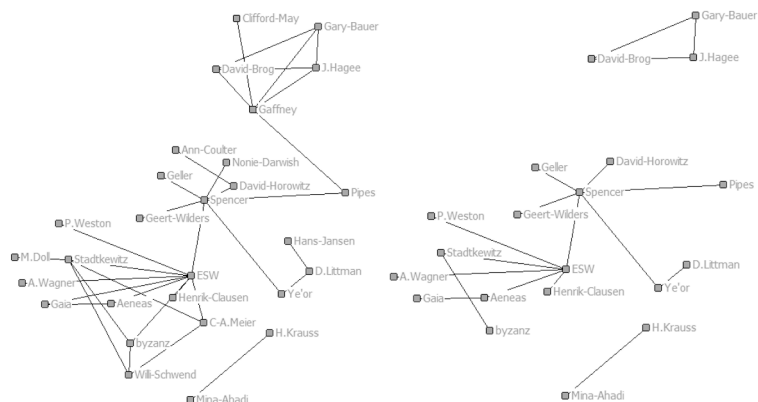 Clifford-May
Gary-Bauer
David-Brog
J.Hagee
Gaffney
Ann-Coulter
Nonie-Darwish
Geller
David-Horowitz
Spencer
Pipes
Geert-Wilders
P.Weston
Hans-Jansen
M.Doll
Stadtkewitz
ESW
D.Littman
A.Wagner
Henrik-Clausen
Ye'or
Gaia
Aeneas
C-A.Meier
H.Krauss
byzanz
Willi-Schwend
Mina-Ahadi
Gary-Bauer
David-Brog
J.Hagee
Geller
David-Horowitz
Spencer
Pipes
Geert-Wilders
P.Weston
Stadtkewitz
ESW
D.Littman
A.Wagner
Henrik-Clausen
Ye'or
Gaia
Aeneas
byzanz
H.Krauss
Mina-Ahadi